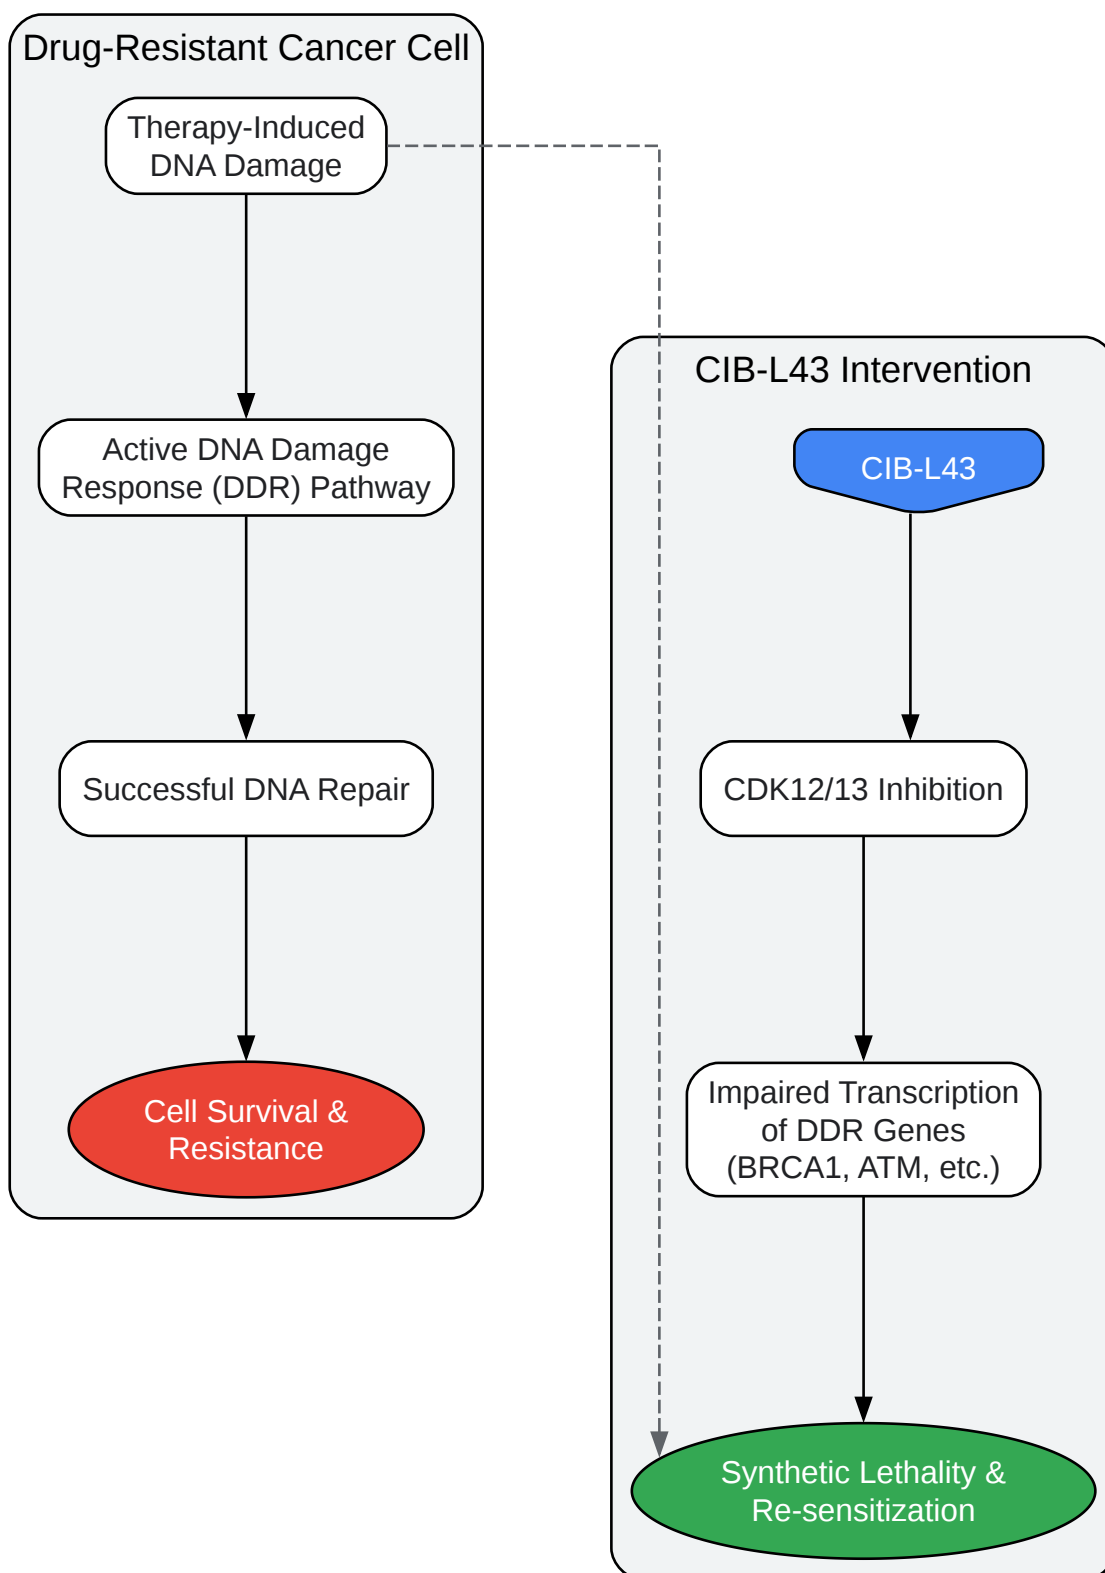 Drug-Resistant Cancer Cell
Therapy-Induced
DNA Damage
Active DNA Damage
Response (DDR) Pathway
Successful DNA Repair
Cell Survival &
Resistance
CIB-L43 Intervention
CIB-L43
CDK12/13 Inhibition
Impaired Transcription
of DDR Genes
(BRCA1, ATM, etc.)
Synthetic Lethality &
Re-sensitization